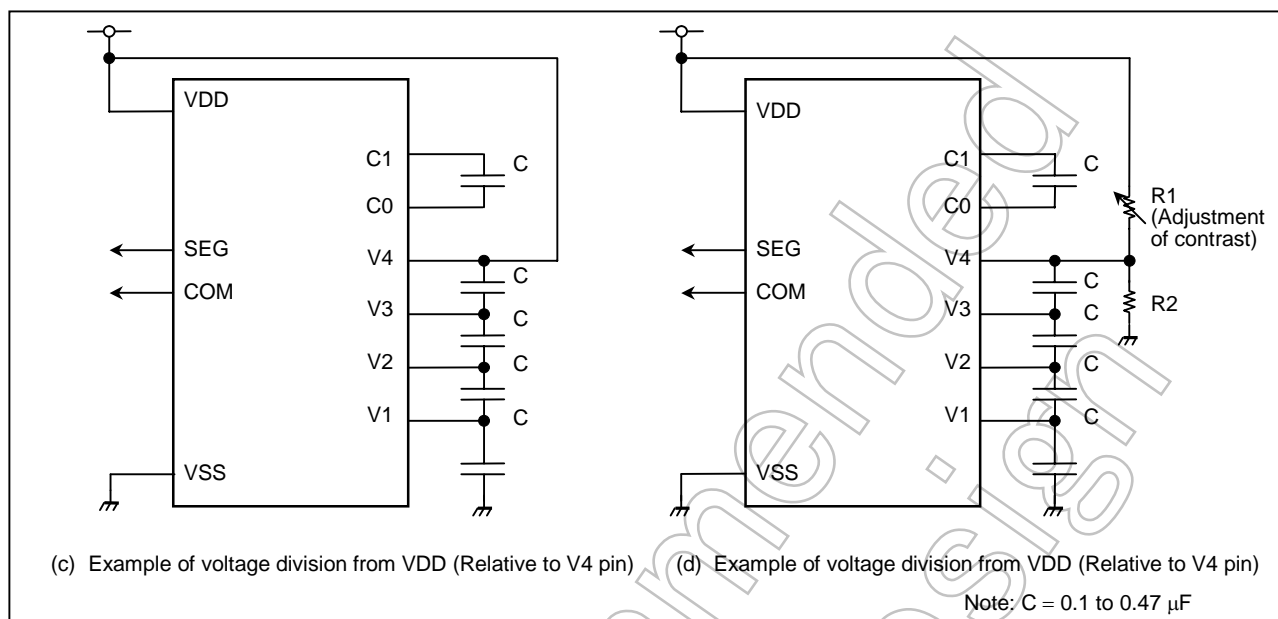 VDD
C1
C
C0
SEG
V4
COM
C
V3
C
V2
C
V1
C
VSS
(c) Example of voltage division from VDD (Relative to V4 pin)
VDD
C1
C
C0
R1
(Adjustment
of contrast)
SEG
V4
COM
C
R2
V3
C
V2
C
V1
C
VSS
(d) Example of voltage division from VDD (Relative to V4 pin)
Note: C = 0.1 to 0.47 μF
mended
esign